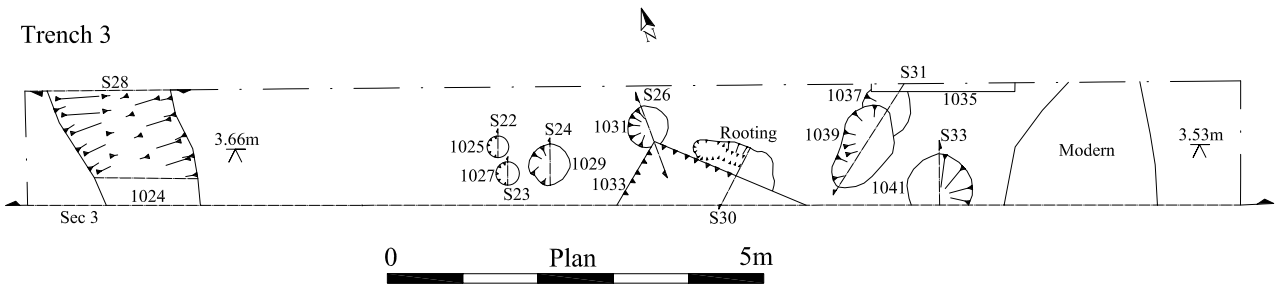 N
Trench 3
S28
S31
1037
1035
S26
1031
S22
S24
Rooting
S33
1039
3.66m
3.53m
1025
Modern
1029
1027
1033
1041
1024
S23
Sec 3
S30
0 Plan 5m